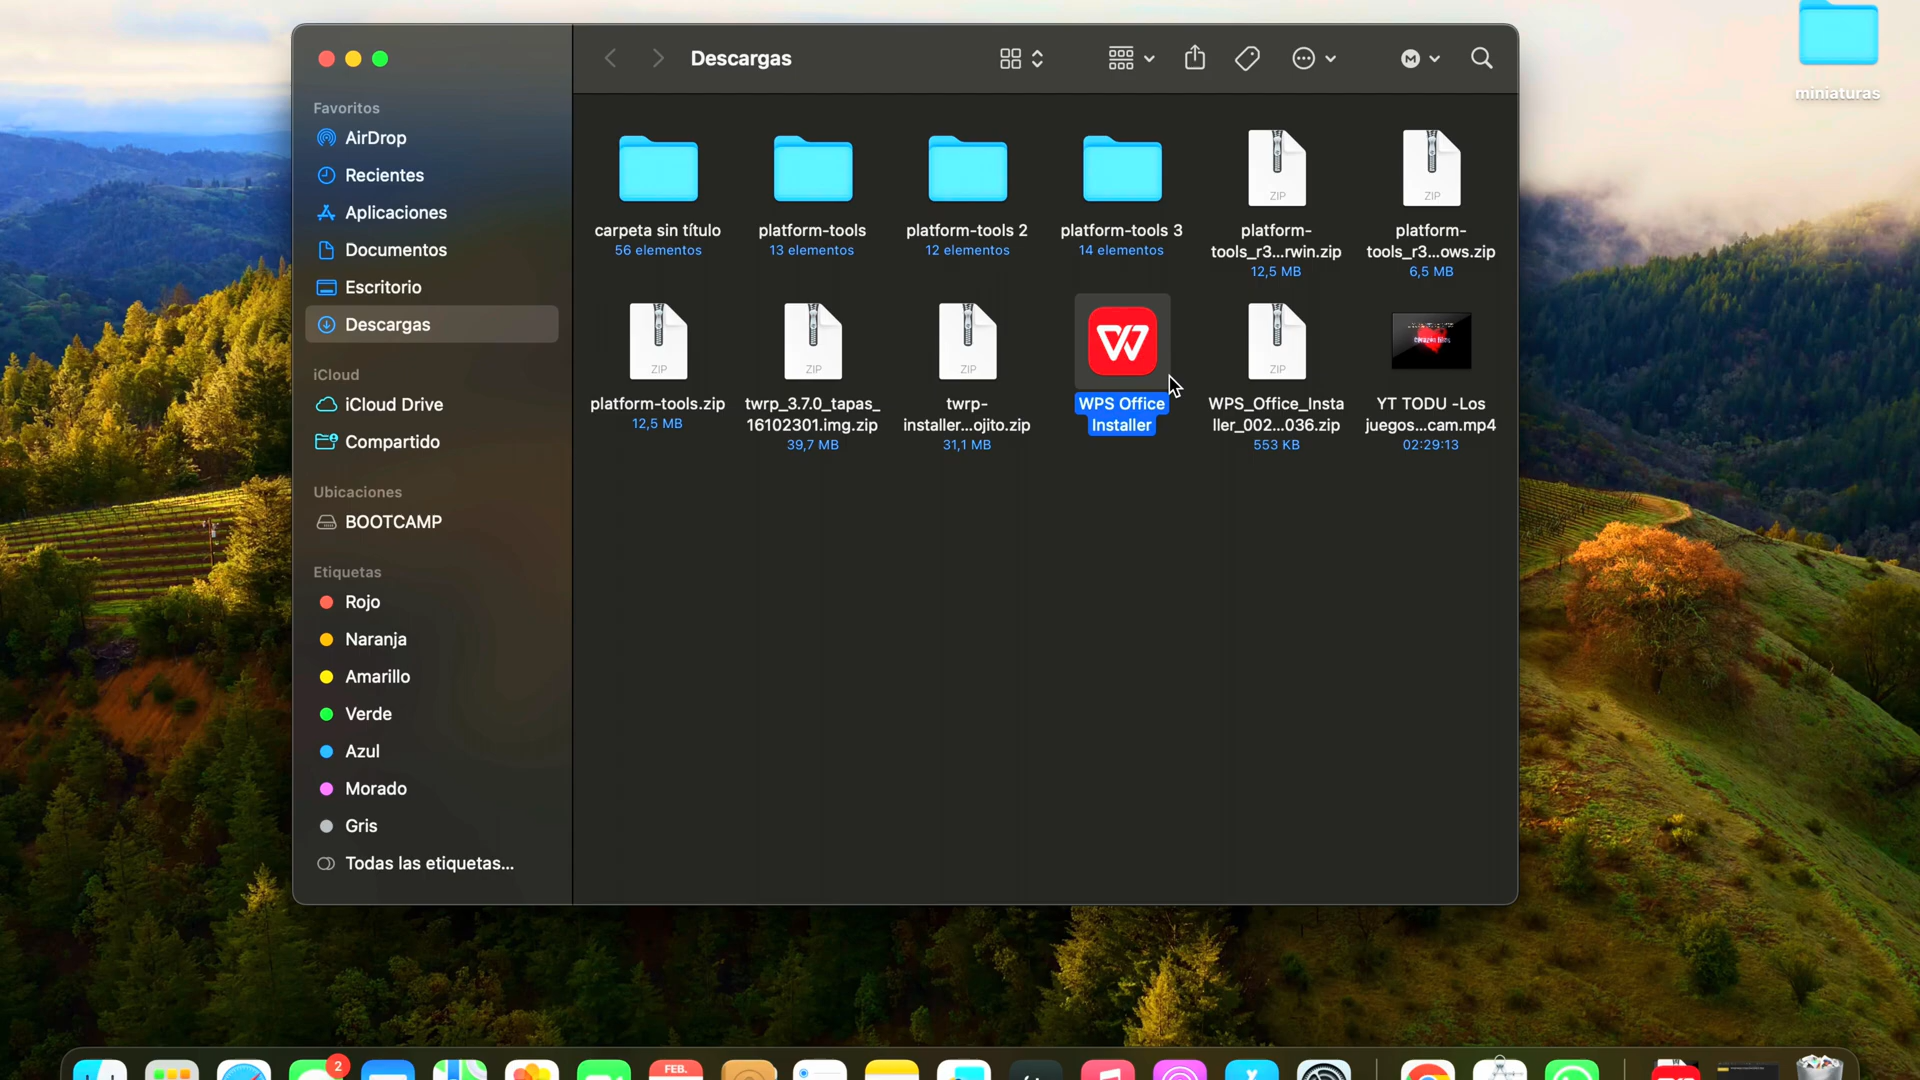 Descargas
miniaturas
Favoritos
AirDrop
Recientes
Aplicaciones
Documentos
Escritorio
Descargas
iCloud
iCloud Drive
Compartido
Ubicaciones
BOOTCAMP
Etiquetas
Rojo
Naranja
Amarillo
Verde
Azul
Morado
Gris
Todas las etiquetas...
carpeta sin título
56 elementos
platform-tools
13 elementos
platform-tools 2
12 elementos
platform-tools 3
14 elementos
ZIP
platform-
tools_r3...rwin.zip
12,5 MB
ZIP
platform-
tools_r3...ows.zip
6,5 MB
ZIP
platform-tools.zip
12,5 MB
ZIP
twrp_3.7.0_tapas_
16102301.img.zip
39,7 MB
ZIP
twrp-
installer...ojito.zip
31,1 MB
WPS Office
Installer
ZIP
WPS_Office_Insta
ller_002...036.zip
553 KB
YT TODU -Los
juegos...cam.mp4
02:29:13
2
FEB.